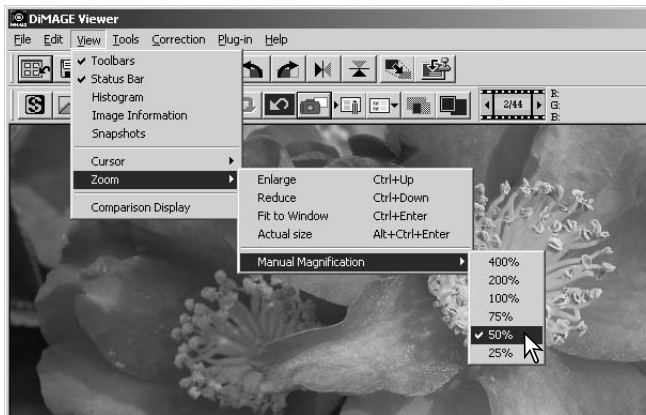 DiMAGE Viewer
File Edit View Tools Correction Plug-in Help
Toolbars
Status Bar
Histogram
Image Information
Snapshots
Cursor
Zoom
Comparison Display
Enlarge Ctrl+Up
Reduce Ctrl+Down
Fit to Window Ctrl+Enter
Actual size Alt+Ctrl+Enter
Manual Magnification
400%
200%
100%
75%
50%
25%
S
2/44
R:
G:
B: